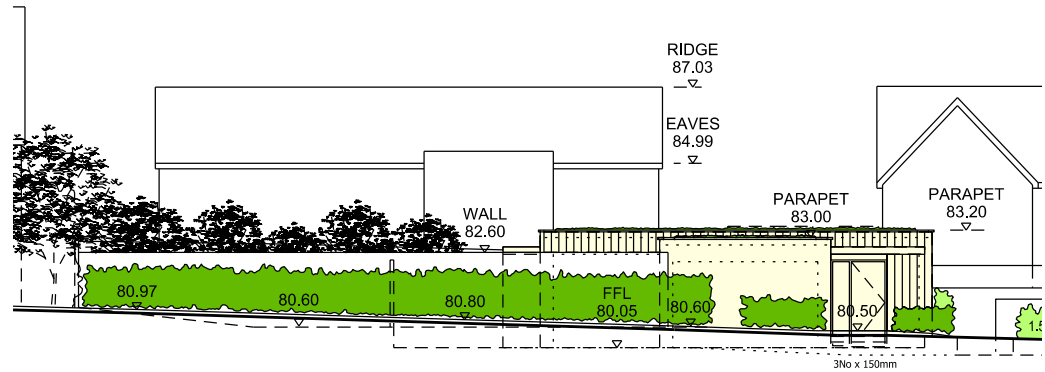 RIDGE
87.03
EAVES
84.99
PARAPET
83.00
PARAPET
83.20
WALL
82.60
80.97
80.60
80.80
FFL
80.05
80.60
80.50
3No x 150mm